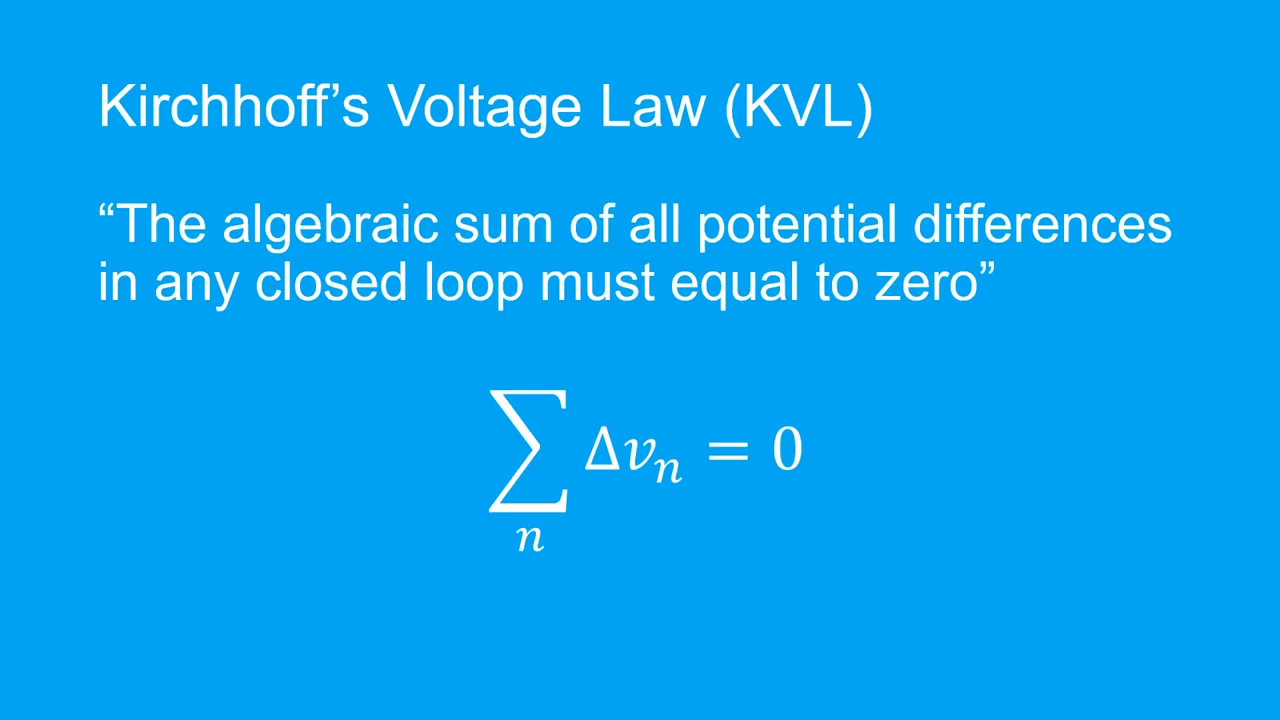 Kirchhoff’s Voltage Law (KVL)
“The algebraic sum of all potential differences
in any closed loop must equal to zero”
∑ Δvₙ = 0
n